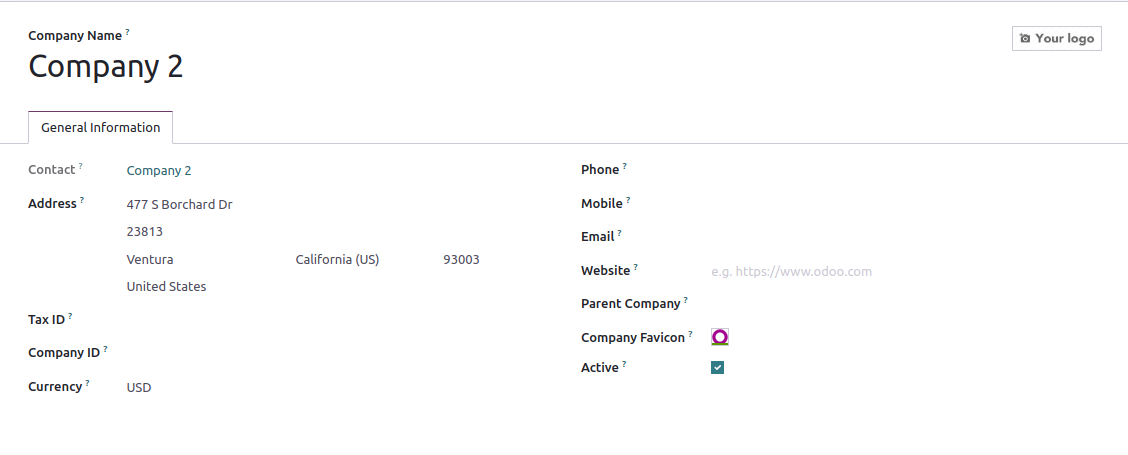 Company Name ?
Your logo
Company 2
General Information
Contact ? Company 2
Address ? 477 S Borchard Dr
23813
Ventura California (US) 93003
United States
Tax ID ?
Company ID ?
Currency ? USD
Phone ?
Mobile ?
Email ?
Website ? e.g. https://www.odoo.com
Parent Company ?
Company Favicon ?
Active ?